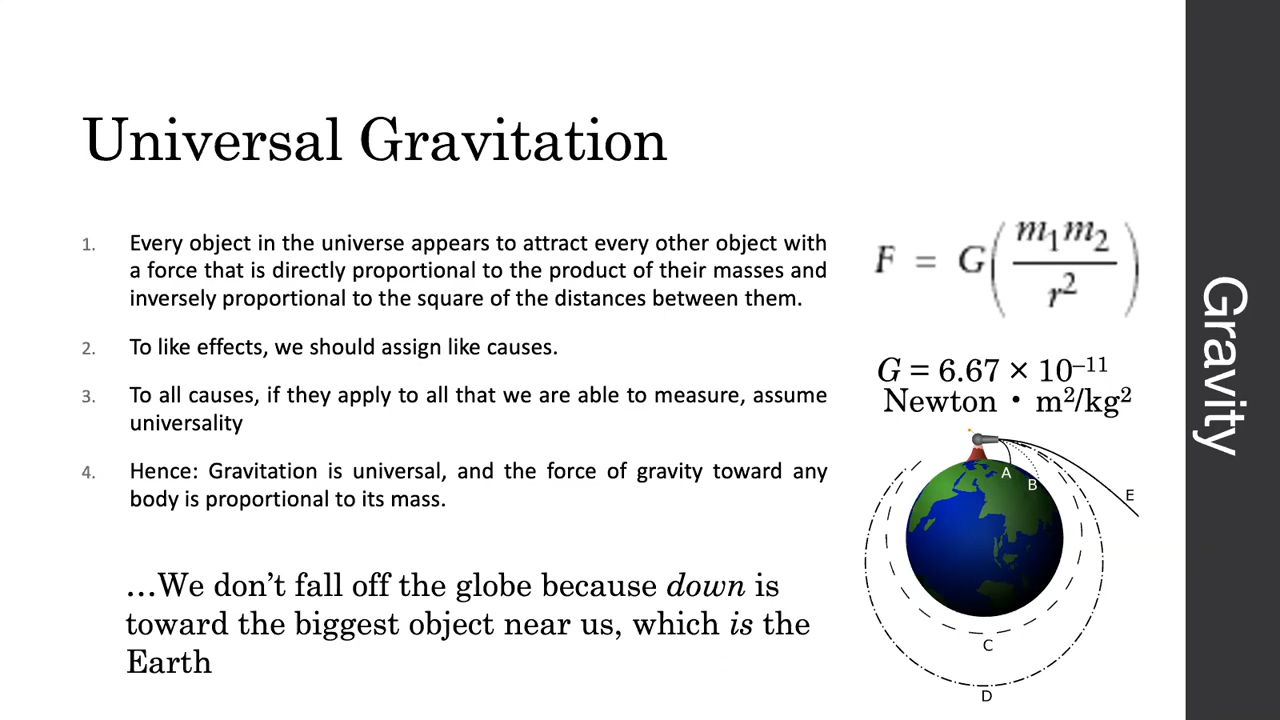 Universal Gravitation
1. Every object in the universe appears to attract every other object with
a force that is directly proportional to the product of their masses and
inversely proportional to the square of the distances between them.
2. To like effects, we should assign like causes.
3. To all causes, if they apply to all that we are able to measure, assume
universality
4. Hence: Gravitation is universal, and the force of gravity toward any
body is proportional to its mass.
…We don’t fall off the globe because down is
toward the biggest object near us, which is the
Earth
F = G(m₁m₂/r²)
G = 6.67 × 10⁻¹¹
Newton • m²/kg²
A
B
E
C
D
Gravity